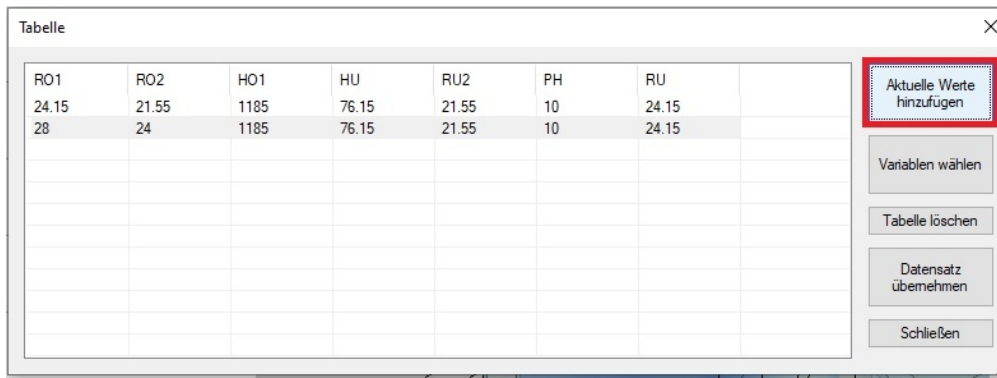 Tabelle
RO1 RO2 HO1 HU RU2 PH RU
24.15 21.55 1185 76.15 21.55 10 24.15
28 24 1185 76.15 21.55 10 24.15
Aktuelle Werte
hinzufügen
Variablen wählen
Tabelle löschen
Datensatz
übernehmen
Schließen